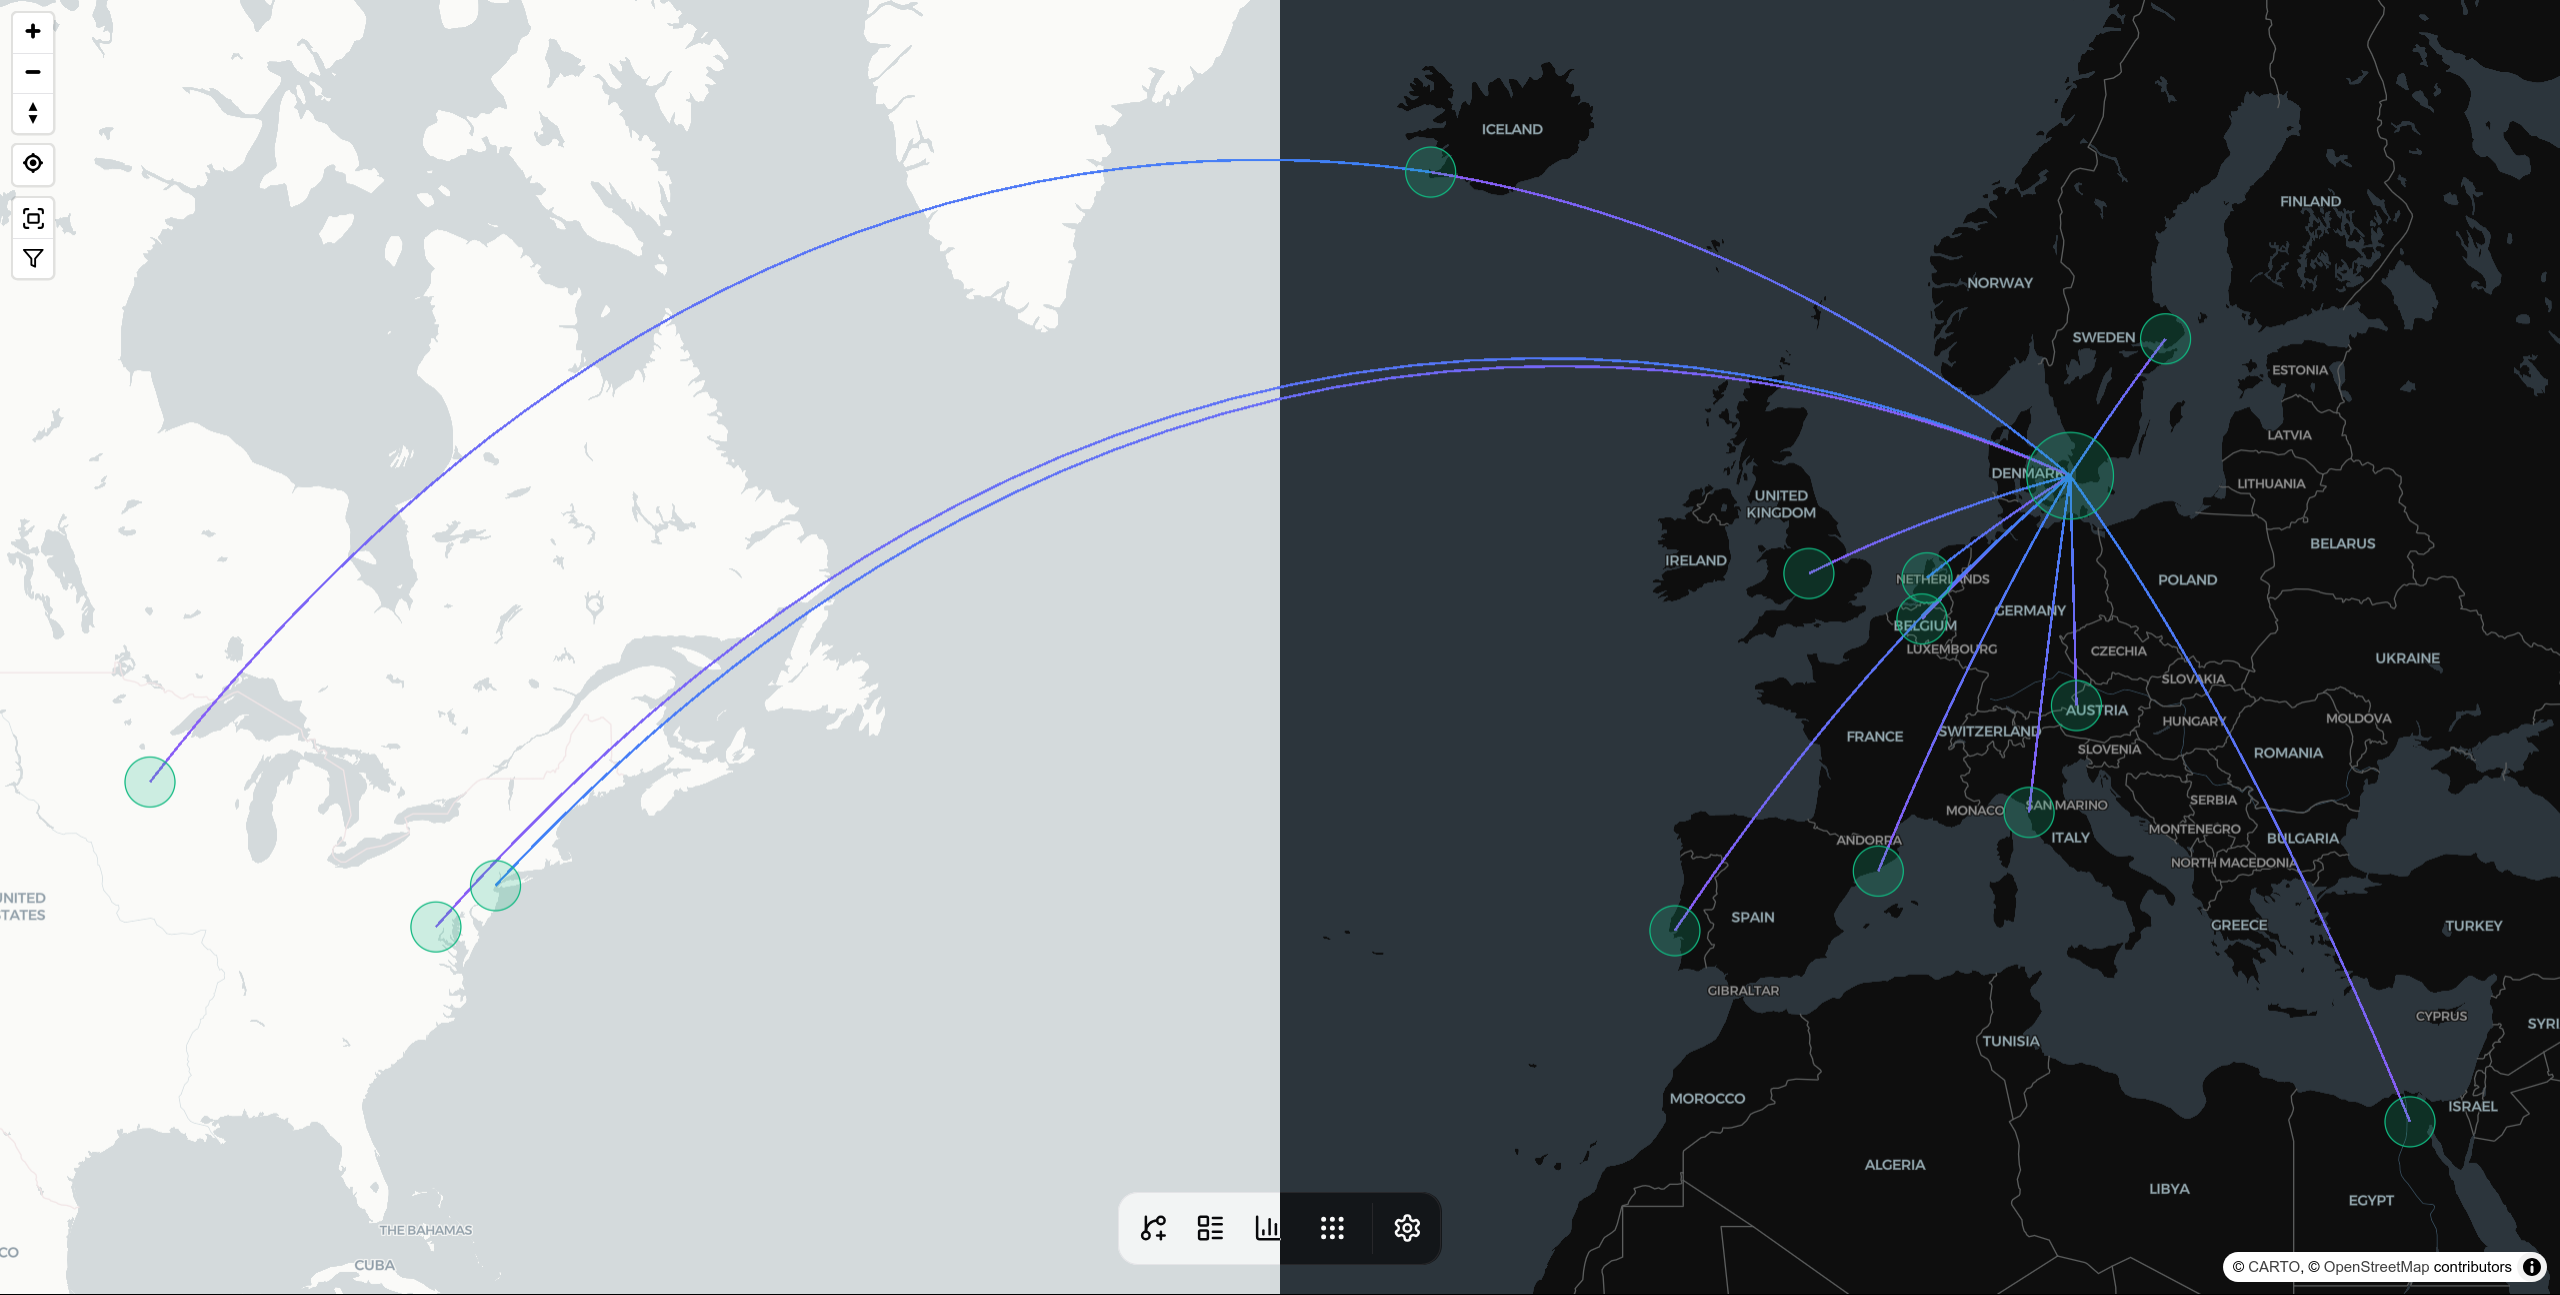 ICELAND
FINLAND
NORWAY
SWEDEN
ESTONIA
LATVIA
DENMARK
LITHUANIA
UNITED
KINGDOM
BELARUS
IRELAND
NETHERLANDS
POLAND
GERMANY
BELGIUM
LUXEMBOURG
CZECHIA
UKRAINE
SLOVAKIA
AUSTRIA
MOLDOVA
HUNGARY
SWITZERLAND
FRANCE
SLOVENIA
ROMANIA
SERBIA
SAN MARINO
MONACO
MONTENEGRO
ITALY
BULGARIA
ANDORRA
NORTH MACEDONIA
UNITED
STATES
SPAIN
GREECE
TURKEY
GIBRALTAR
CYPRUS
SYRI
TUNISIA
MOROCCO
ISRAEL
ALGERIA
LIBYA
EGYPT
THE BAHAMAS
CO
CUBA
© CARTO, © OpenStreetMap contributors